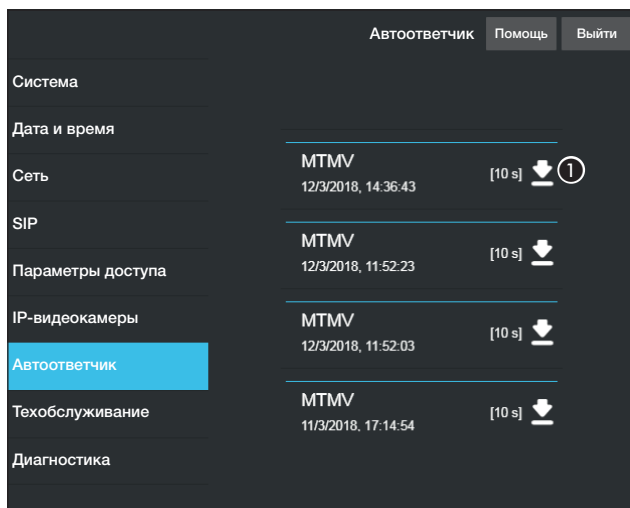 Автоответчик Помощь Выйти
Система
Дата и время
Сеть
SIP
Параметры доступа
IP-видеокамеры
Автоответчик
Техобслуживание
Диагностика
MTMV
12/3/2018, 14:36:43 [10 s] ①
MTMV
12/3/2018, 11:52:23 [10 s]
MTMV
12/3/2018, 11:52:03 [10 s]
MTMV
11/3/2018, 17:14:54 [10 s]